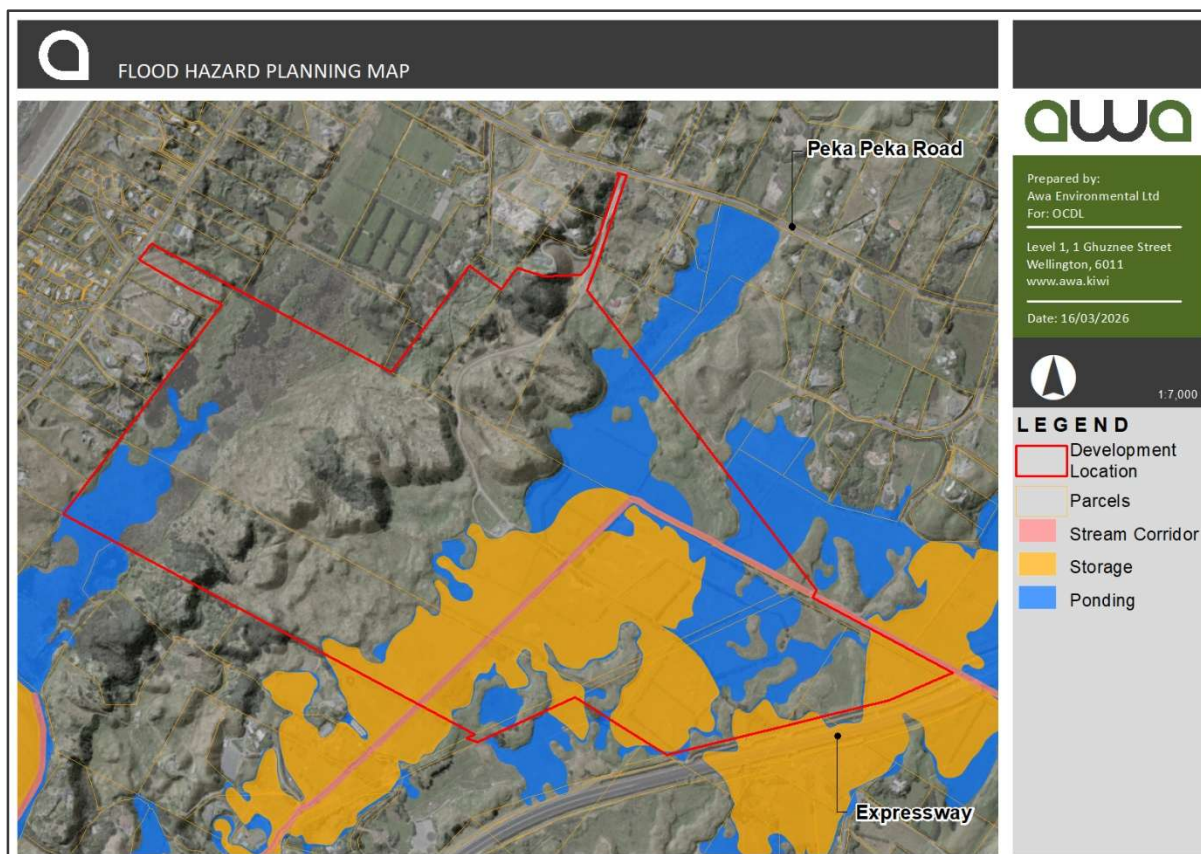 FLOOD HAZARD PLANNING MAP
Peka Peka Road
Expressway
awa
Prepared by:
Awa Environmental Ltd
For: OCDL
Level 1, 1 Ghuznee Street
Wellington, 6011
www.awa.kiwi
Date: 16/03/2026
1:7,000
LEGEND
Development
Location
Parcels
Stream Corridor
Storage
Ponding